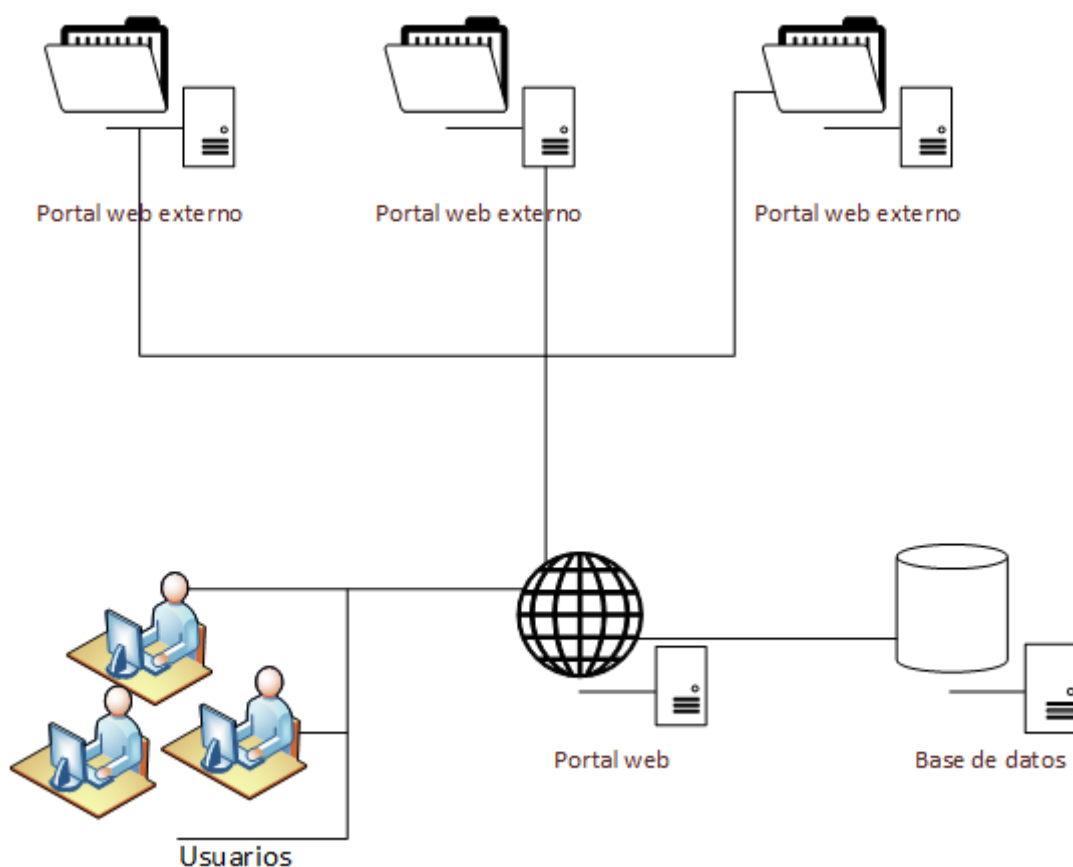 Portal web externo
Portal web externo
Portal web externo
Portal web
Base de datos
Usuarios